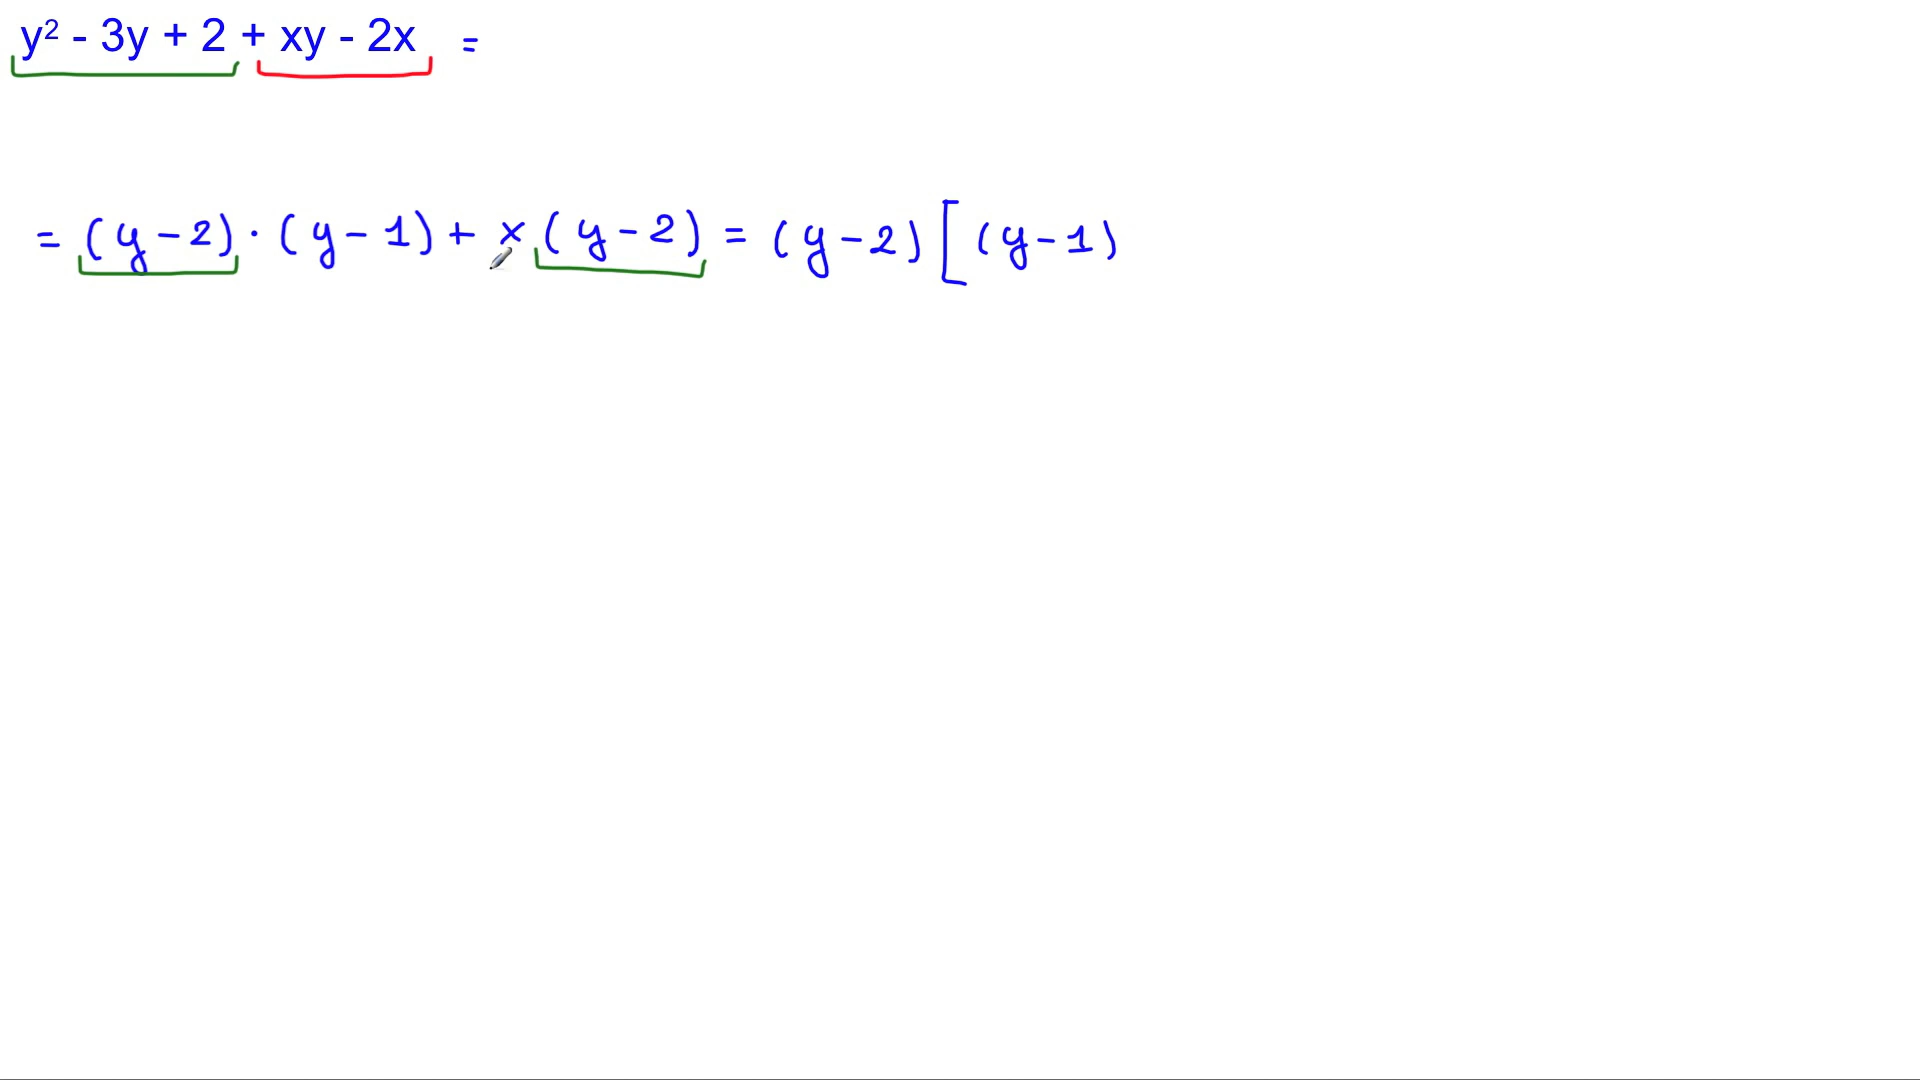 y² - 3y + 2 + xy - 2x =
= (y - 2) · (y - 1) + x (y - 2) = (y - 2) [(y - 1)